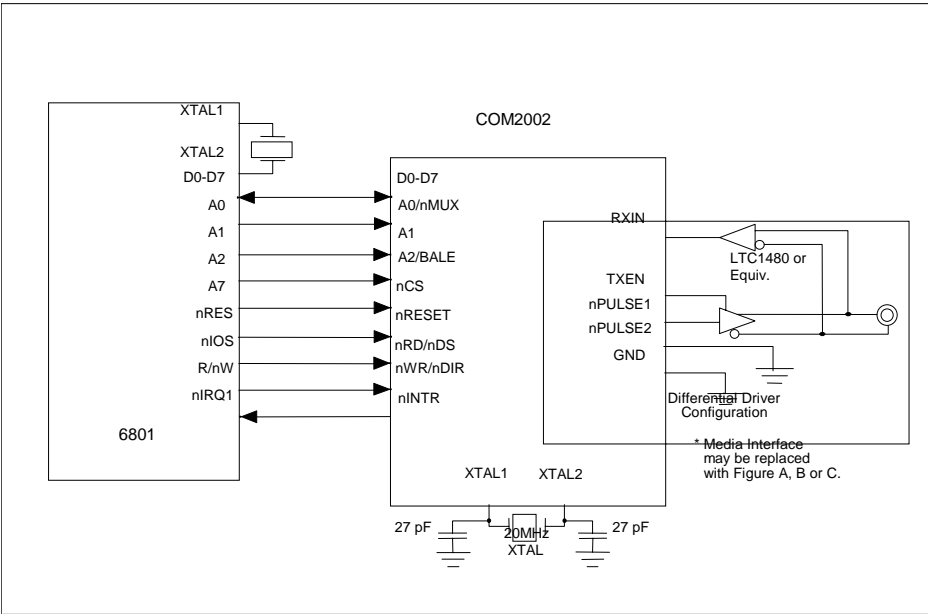 XTAL1
XTAL2
D0-D7
A0
A1
A2
A7
nRES
nIOS
R/nW
nIRQ1
6801
COM2002
D0-D7
A0/nMUX
A1
A2/BALE
nCS
nRESET
nRD/nDS
nWR/nDIR
nINTR
RXIN
TXEN
nPULSE1
nPULSE2
GND
LTC1480 or
Equiv.
Differential Driver
Configuration
* Media Interface
may be replaced
with Figure A, B or C.
XTAL1
XTAL2
27 pF
20MHz
XTAL
27 pF